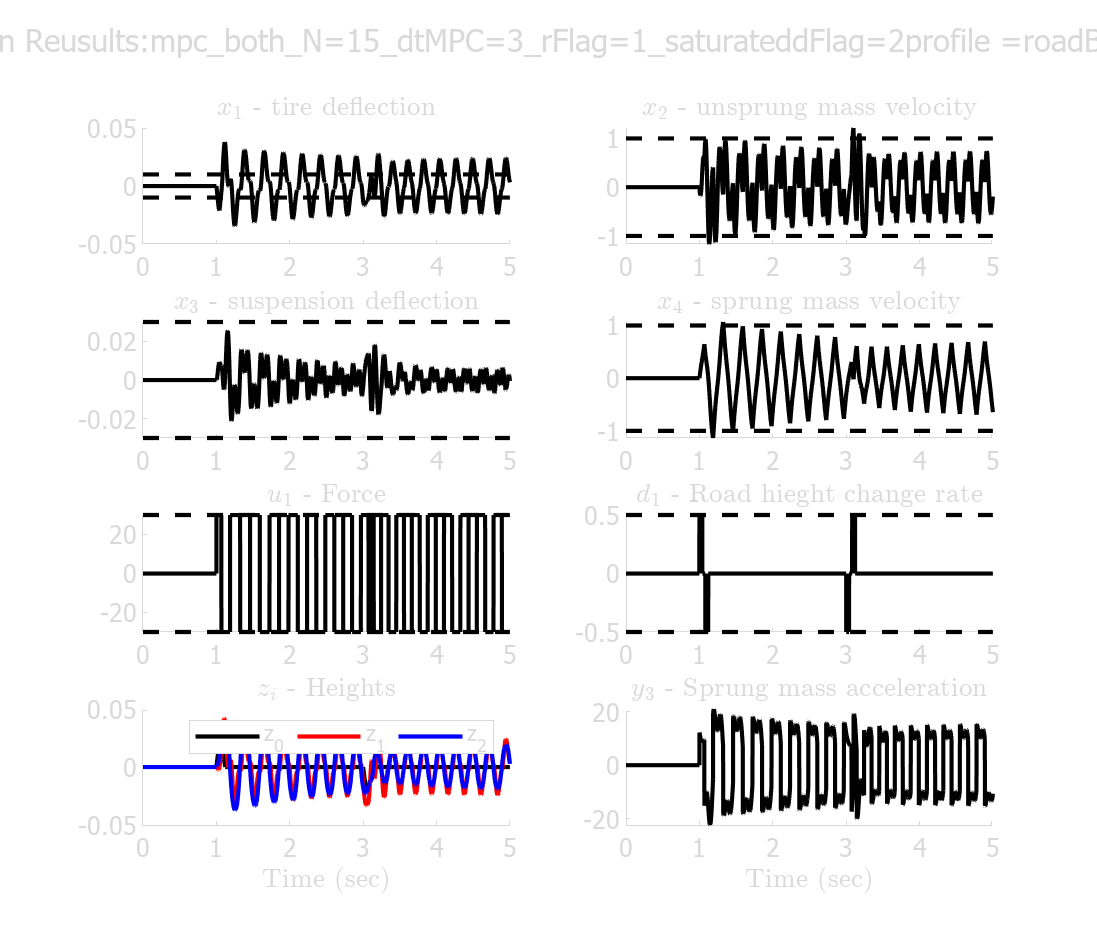 n Reusults:mpc_both_N=15_dtMPC=3_rFlag=1_saturateddFlag=2profile =roadB
x₁ - tire deflection
0.05
0
-0.05
0 1 2 3 4 5
x₂ - unsprung mass velocity
1
0
-1
0 1 2 3 4 5
x₃ - suspension deflection
0.02
0
-0.02
0 1 2 3 4 5
x₄ - sprung mass velocity
1
0
-1
0 1 2 3 4 5
u₁ - Force
20
0
-20
0 1 2 3 4 5
d₁ - Road hieght change rate
0.5
0
-0.5
0 1 2 3 4 5
zᵢ - Heights
0.05
z₀ z₁ z₂
0
-0.05
0 1 2 3 4 5
Time (sec)
y₃ - Sprung mass acceleration
20
0
-20
0 1 2 3 4 5
Time (sec)